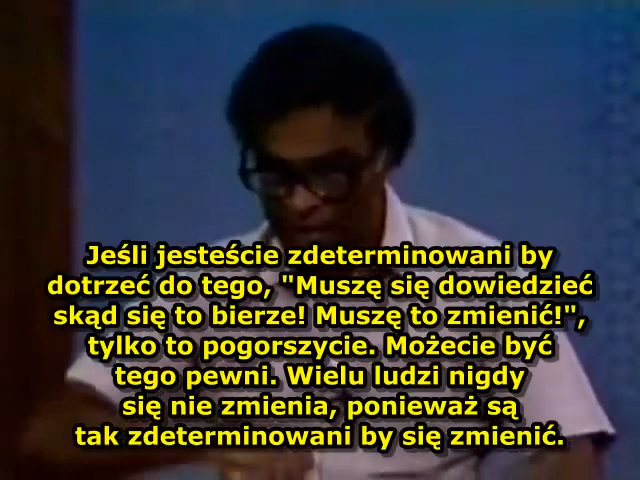 Jeśli jesteście zdeterminowani by
dotrzeć do tego, "Muszę się dowiedzieć
skąd się to bierze! Muszę to zmienić!",
tylko to pogorszycie. Możecie być
tego pewni. Wielu ludzi nigdy
się nie zmienia, ponieważ są
tak zdeterminowani by się zmienić.